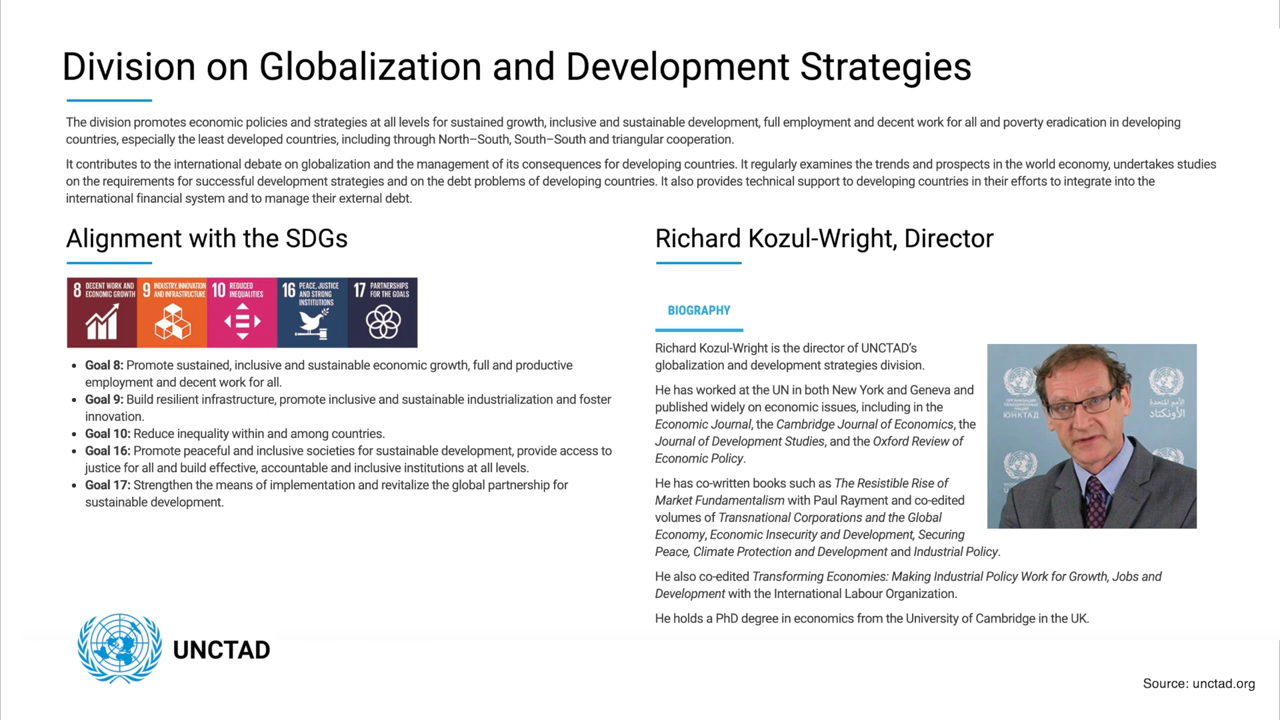 Division on Globalization and Development Strategies
The division promotes economic policies and strategies at all levels for sustained growth, inclusive and sustainable development, full employment and decent work for all and poverty eradication in developing
countries, especially the least developed countries, including through North–South, South–South and triangular cooperation.
It contributes to the international debate on globalization and the management of its consequences for developing countries. It regularly examines the trends and prospects in the world economy, undertakes studies
on the requirements for successful development strategies and on the debt problems of developing countries. It also provides technical support to developing countries in their efforts to integrate into the
international financial system and to manage their external debt.
Alignment with the SDGs
8 DECENT WORK AND
ECONOMIC GROWTH
9 INDUSTRY, INNOVATION
AND INFRASTRUCTURE
10 REDUCED
INEQUALITIES
16 PEACE, JUSTICE
AND STRONG
INSTITUTIONS
17 PARTNERSHIPS
FOR THE GOALS
• Goal 8: Promote sustained, inclusive and sustainable economic growth, full and productive
employment and decent work for all.
• Goal 9: Build resilient infrastructure, promote inclusive and sustainable industrialization and foster
innovation.
• Goal 10: Reduce inequality within and among countries.
• Goal 16: Promote peaceful and inclusive societies for sustainable development, provide access to
justice for all and build effective, accountable and inclusive institutions at all levels.
• Goal 17: Strengthen the means of implementation and revitalize the global partnership for
sustainable development.
Richard Kozul-Wright, Director
BIOGRAPHY
Richard Kozul-Wright is the director of UNCTAD's
globalization and development strategies division.
He has worked at the UN in both New York and Geneva and
published widely on economic issues, including in the
Economic Journal, the Cambridge Journal of Economics, the
Journal of Development Studies, and the Oxford Review of
Economic Policy.
He has co-written books such as The Resistible Rise of
Market Fundamentalism with Paul Rayment and co-edited
volumes of Transnational Corporations and the Global
Economy, Economic Insecurity and Development, Securing
Peace, Climate Protection and Development and Industrial Policy.
He also co-edited Transforming Economies: Making Industrial Policy Work for Growth, Jobs and
Development with the International Labour Organization.
He holds a PhD degree in economics from the University of Cambridge in the UK.
ЮНКТАД
الأمم المتحدة
الأونكتاد
UNCTAD
Source: unctad.org